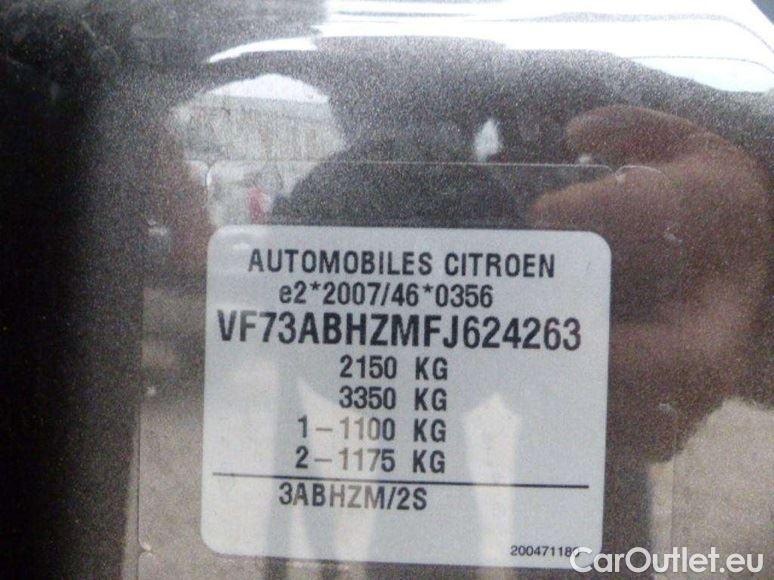 AUTOMOBILES CITROEN
e2*2007/46*0356
VF73ABHZMFJ624263
2150 KG
3350 KG
1-1100 KG
2-1175 KG
3ABHZM/2S
200471180
CarOutlet.eu